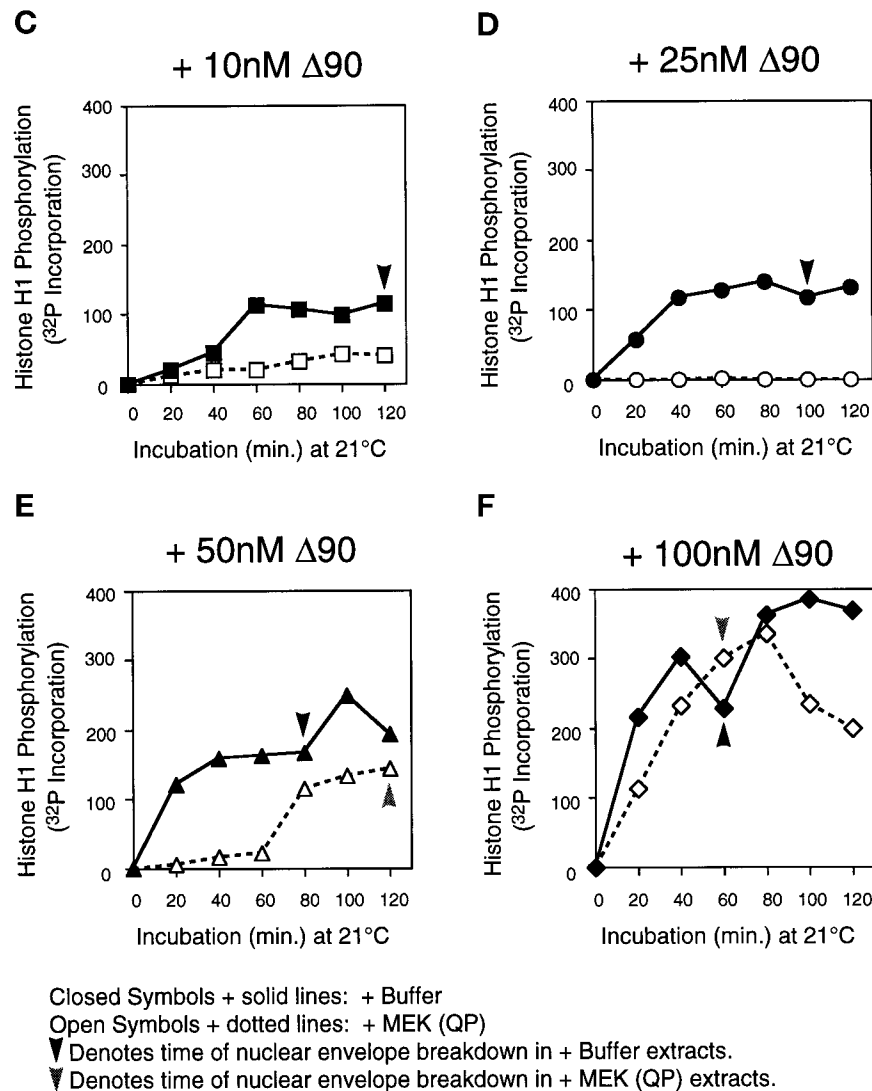 C
+ 10nM Δ90
Histone H1 Phosphorylation
(32P Incorporation)
400
300
200
100
0
0 20 40 60 80 100 120
Incubation (min.) at 21°C
D
+ 25nM Δ90
Histone H1 Phosphorylation
(32P Incorporation)
400
300
200
100
0
0 20 40 60 80 100 120
Incubation (min.) at 21°C
E
+ 50nM Δ90
Histone H1 Phosphorylation
(32P Incorporation)
400
300
200
100
0
0 20 40 60 80 100 120
Incubation (min.) at 21°C
F
+ 100nM Δ90
Histone H1 Phosphorylation
(32P Incorporation)
400
300
200
100
0
0 20 40 60 80 100 120
Incubation (min.) at 21°C
Closed Symbols + solid lines: + Buffer
Open Symbols + dotted lines: + MEK (QP)
Denotes time of nuclear envelope breakdown in + Buffer extracts.
Denotes time of nuclear envelope breakdown in + MEK (QP) extracts.